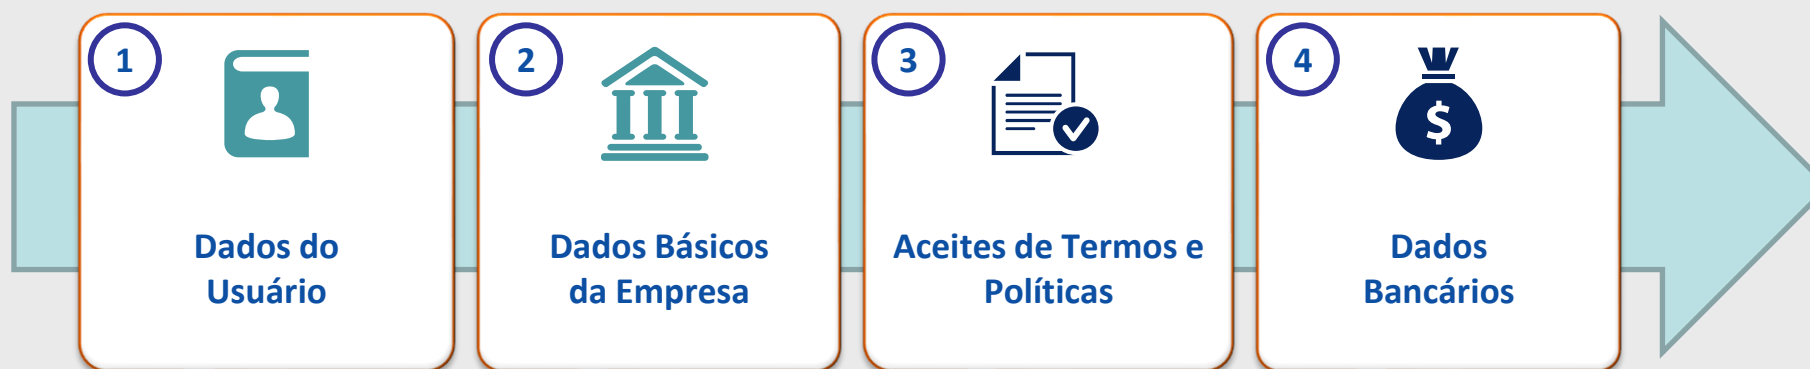 1
Dados do
Usuário
2
Dados Básicos
da Empresa
3
Aceites de Termos e
Políticas
4
$
Dados
Bancários